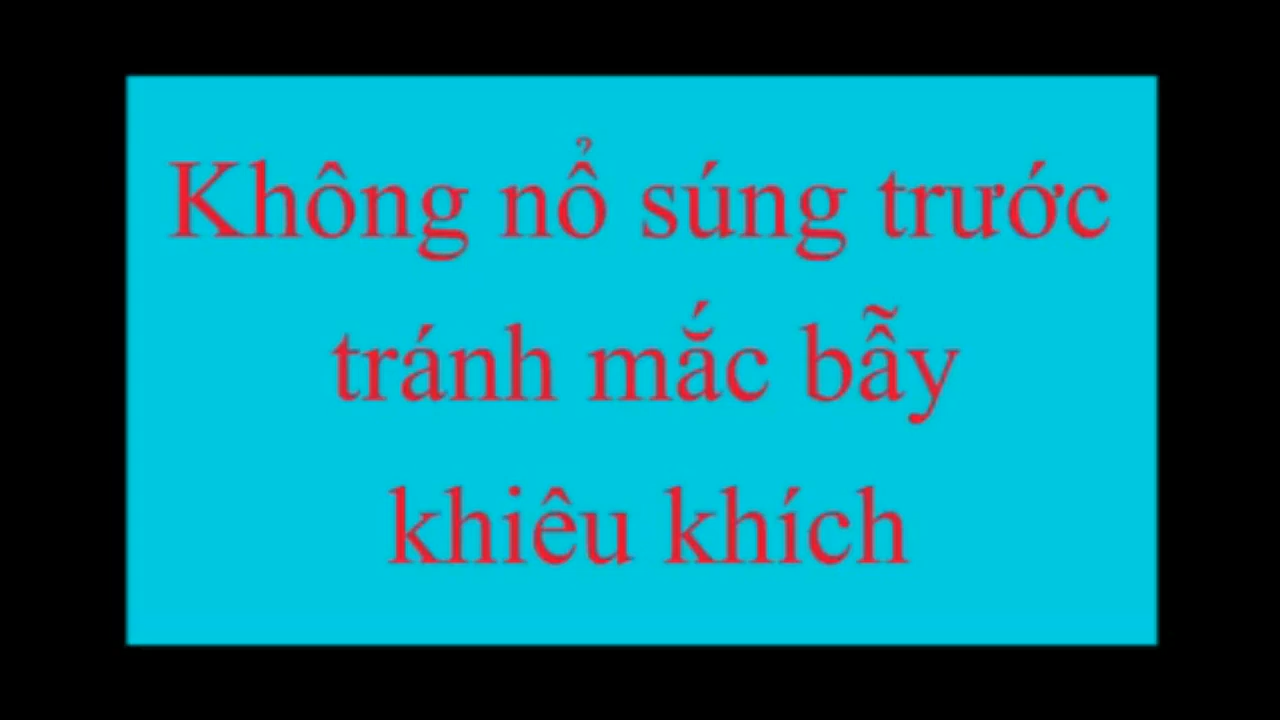 Không nổ súng trước
tránh mắc bẫy
khiêu khích